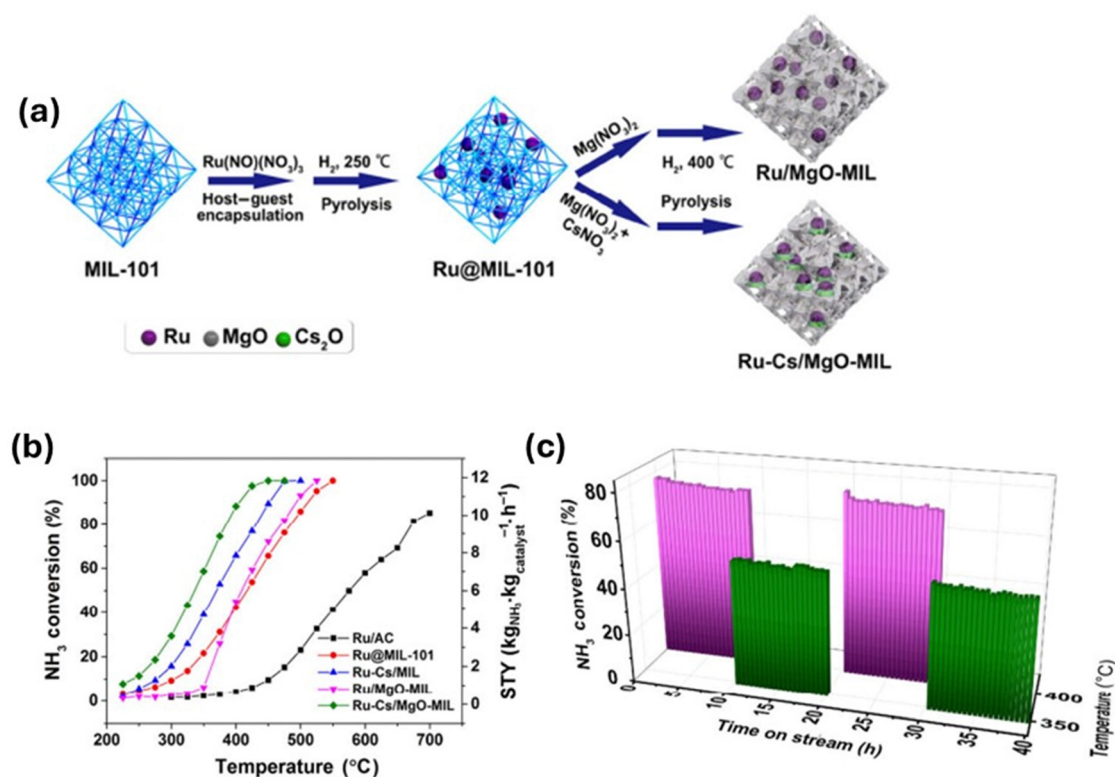 (a)
Ru(NO)(NO₃)₃
Host–guest
encapsulation
H₂, 250 ℃
Pyrolysis
Mg(NO₃)₂
Mg(NO₃)₂ +
CsNO₃
H₂, 400 ℃
Pyrolysis
Ru/MgO-MIL
MIL-101
Ru@MIL-101
Ru MgO Cs₂O
Ru-Cs/MgO-MIL
(b)
NH₃ conversion (%)
100
80
60
40
20
0
200 300 400 500 600 700
Temperature (°C)
12
10
8
6
4
2
0
STY (kg_NH₃·kg_catalyst⁻¹·h⁻¹)
Ru/AC
Ru@MIL-101
Ru-Cs/MIL
Ru/MgO-MIL
Ru-Cs/MgO-MIL
(c)
NH₃ conversion (%)
80
60
40
20
0
0 5 10 15 20 25 30 35 40
Time on stream (h)
400
350
Temperature (°C)